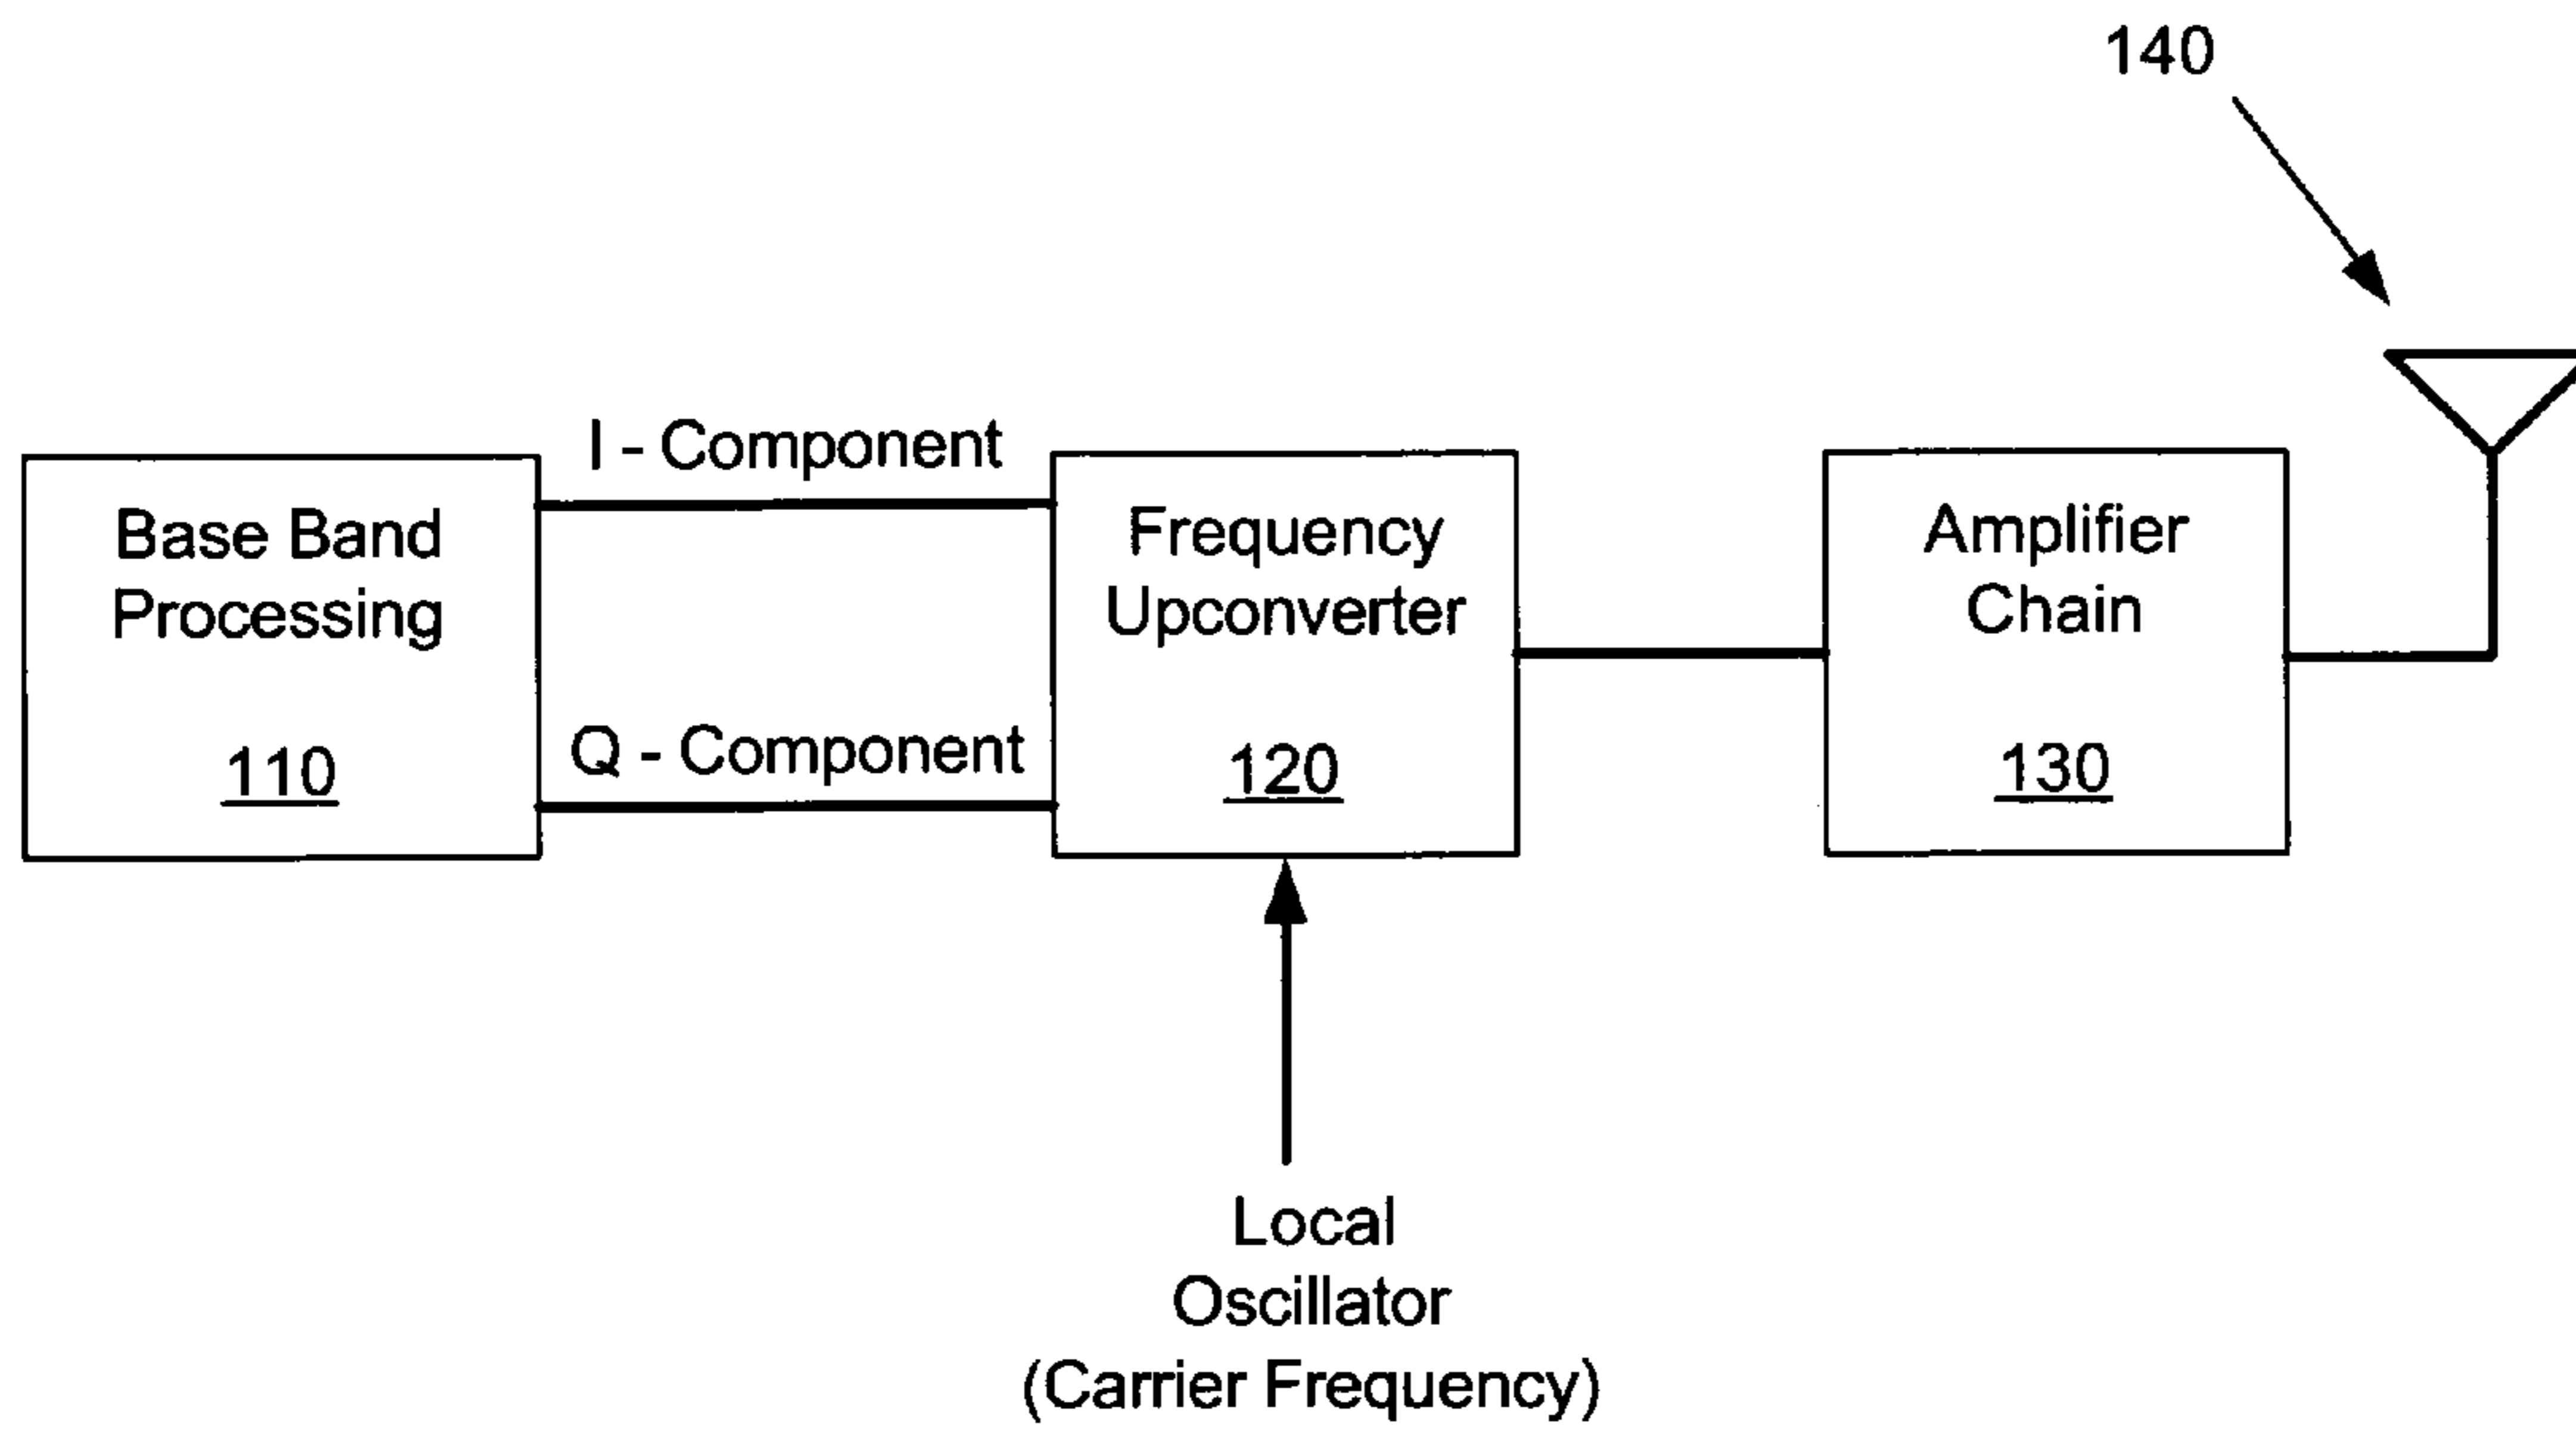 140
I - Component
Base Band
Processing
110
Q - Component
Frequency
Upconverter
120
Amplifier
Chain
130
Local
Oscillator
(Carrier Frequency)